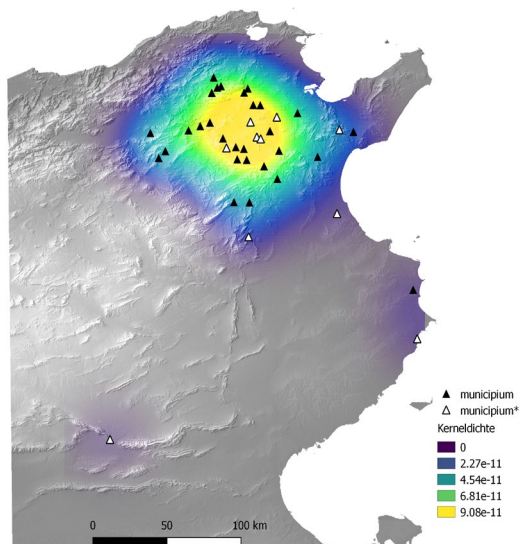 municipium
municipium*
Kerneldichte
0
2.27e-11
4.54e-11
6.81e-11
9.08e-11
0 50 100 km